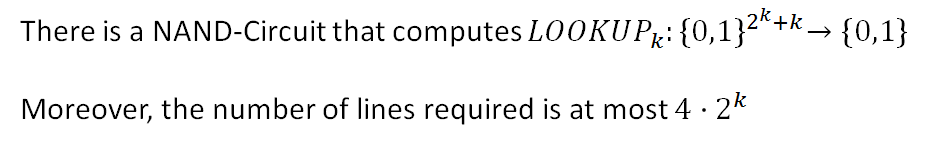 There is a NAND-Circuit that computes LOOKUPₖ: {0,1}^{2^k+k} → {0,1}
Moreover, the number of lines required is at most 4 · 2^k